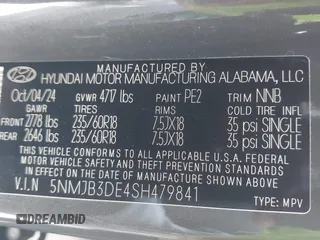 HYUNDAI
MANUFACTURED BY
HYUNDAI MOTOR MANUFACTURING ALABAMA, LLC
Oct/04/24 GVWR 4717 lbs PAINT PE2 TRIM NNB
GAWR TIRES RIMS COLD TIRE INFL
FRONT 2778 lbs 235/60R18 7.5JX18 35 psi SINGLE
REAR 2646 lbs 235/60R18 7.5JX18 35 psi SINGLE
THIS VEHICLE CONFORMS TO ALL APPLICABLE FEDERAL
MOTOR VEHICLE SAFETY AND THEFT PREVENTION STANDARDS
IN EFFECT ON THE DATE OF MANUFACTURE SHOWN ABOVE.
V.I.N 5NMJB3DE4SH479841
TYPE: MPV
BIDAMERICAN